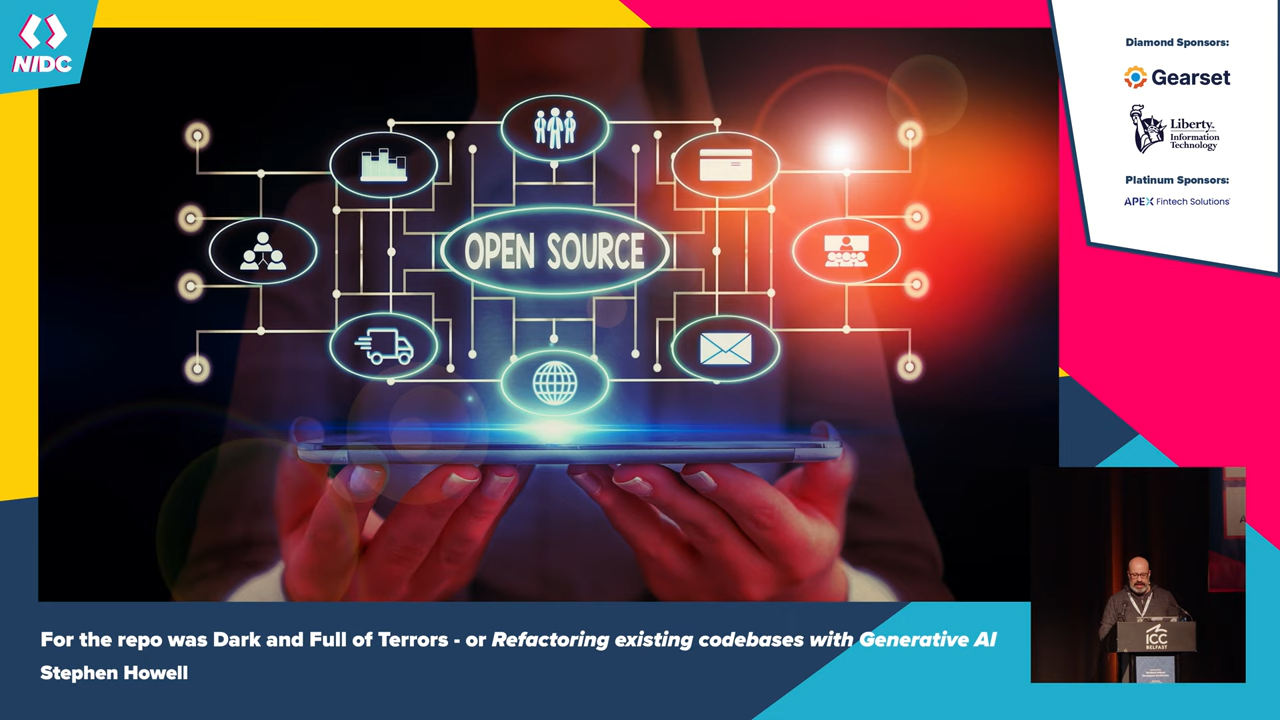 NIDC
Diamond Sponsors:
Gearset
Liberty.
Information
Technology
Platinum Sponsors:
APEX Fintech Solutions
OPEN SOURCE
ICC
BELFAST
For the repo was Dark and Full of Terrors - or Refactoring existing codebases with Generative AI
Stephen Howell